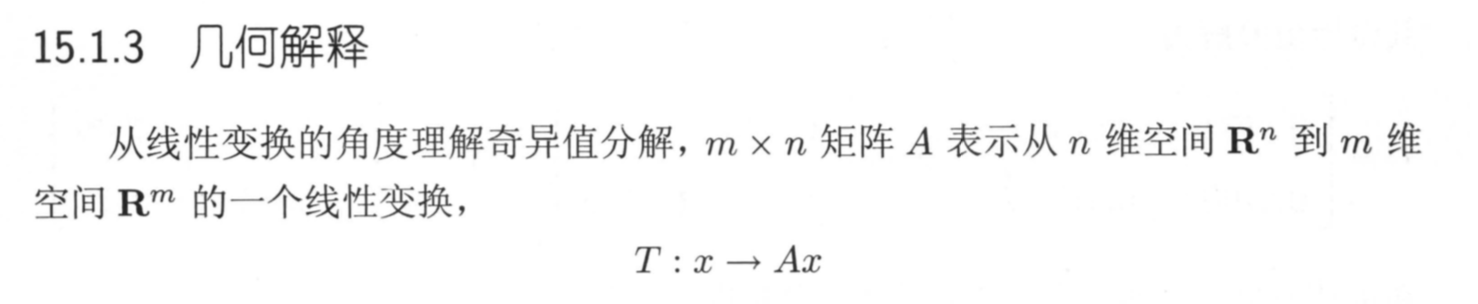 15.1.3 几何解释
从线性变换的角度理解奇异值分解，m × n 矩阵 A 表示从 n 维空间 Rⁿ 到 m 维
空间 Rᵐ 的一个线性变换，
T : x → Ax